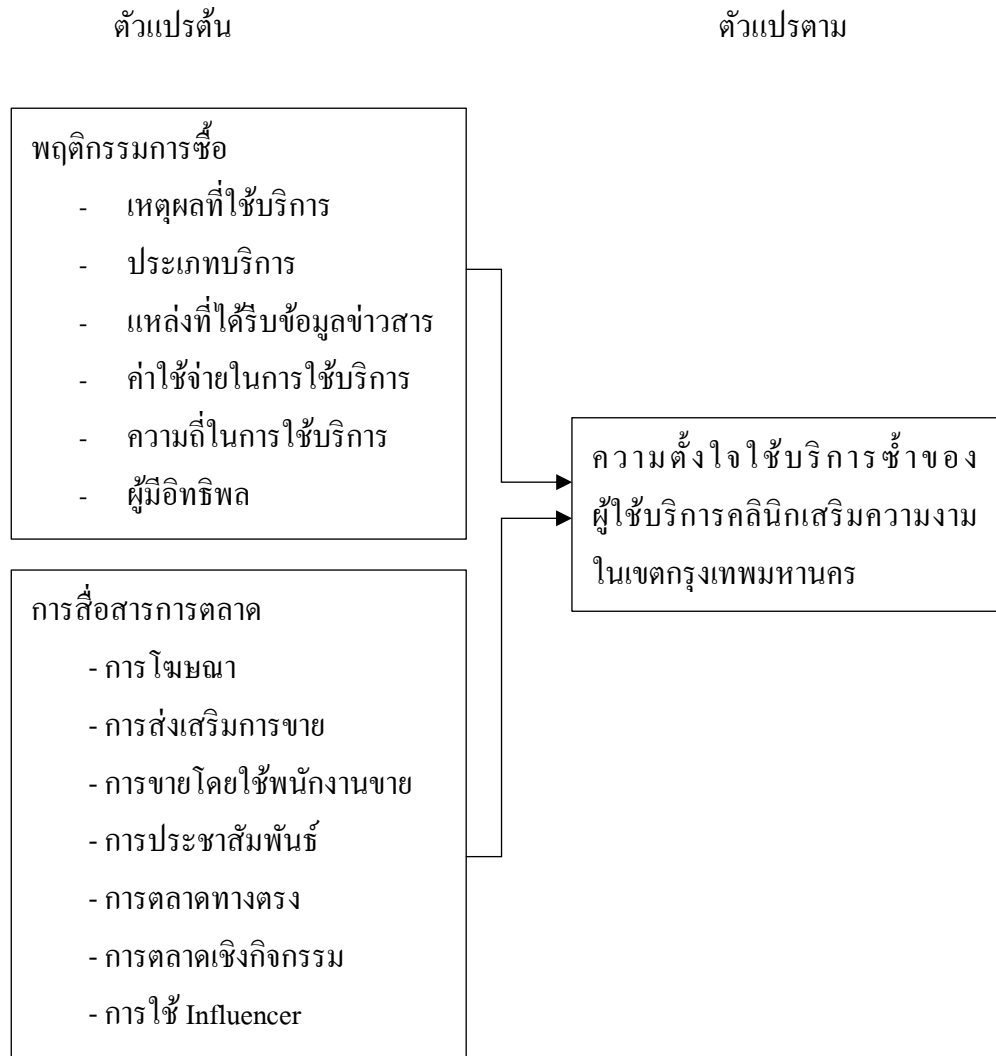 ตัวแปรต้น
ตัวแปรตาม
พฤติกรรมการซื้อ
- เหตุผลที่ใช้บริการ
- ประเภทบริการ
- แหล่งที่ได้รีบข้อมูลข่าวสาร
- ค่าใช้จ่ายในการใช้บริการ
- ความถี่ในการใช้บริการ
- ผู้มีอิทธิพล
การสื่อสารการตลาด
- การโฆษณา
- การส่งเสริมการขาย
- การขายโดยใช้พนักงานขาย
- การประชาสัมพันธ์
- การตลาดทางตรง
- การตลาดเชิงกิจกรรม
- การใช้ Influencer
ความตั้งใจใช้บริการซ้ำของ
ผู้ใช้บริการคลินิกเสริมความงาม
ในเขตกรุงเทพมหานคร